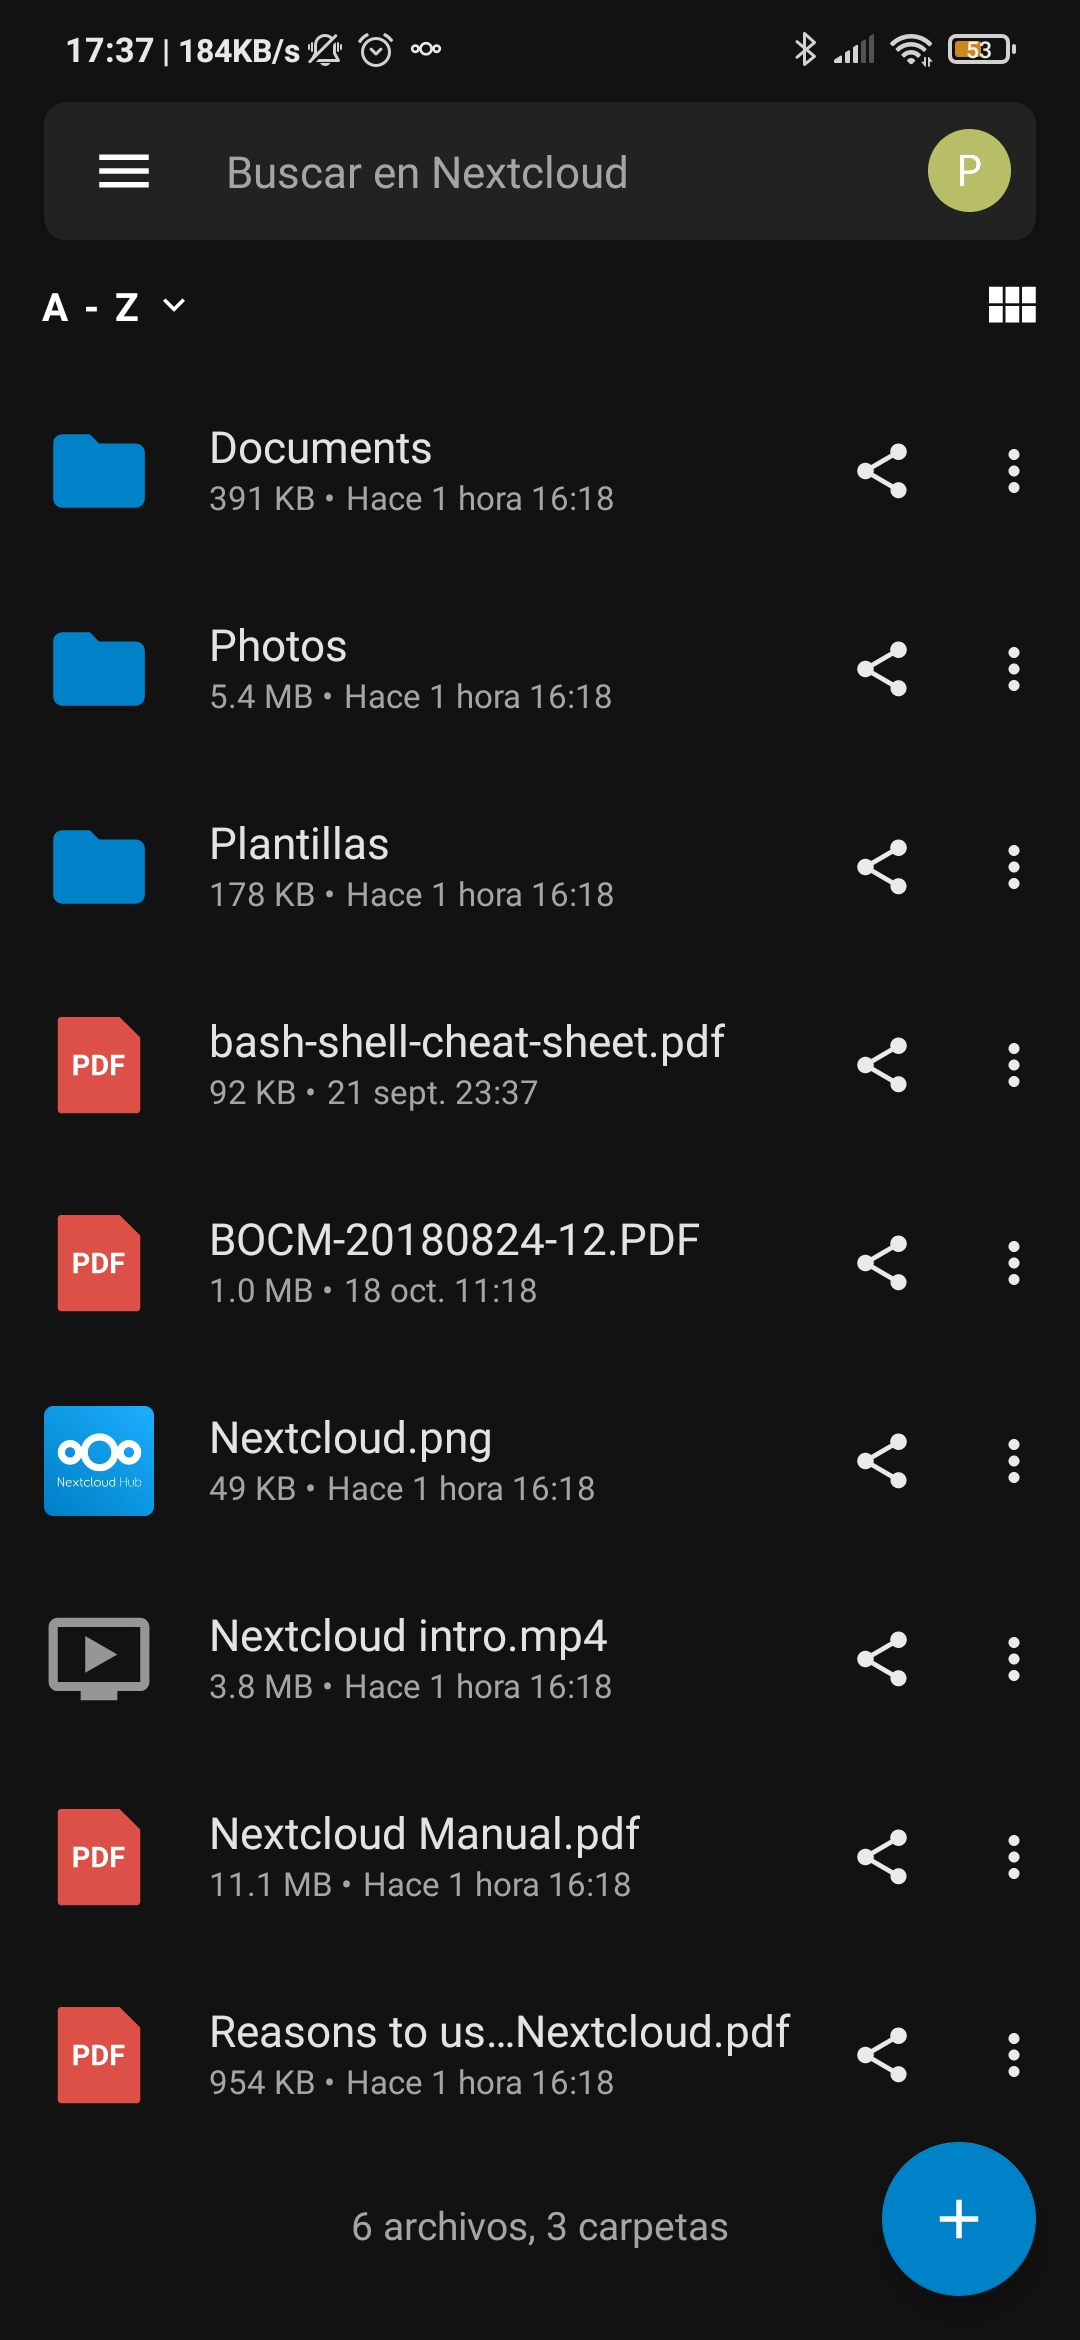 17:37 | 184KB/s
53
Buscar en Nextcloud
P
A - Z
Documents
391 KB • Hace 1 hora 16:18
Photos
5.4 MB • Hace 1 hora 16:18
Plantillas
178 KB • Hace 1 hora 16:18
PDF
bash-shell-cheat-sheet.pdf
92 KB • 21 sept. 23:37
PDF
BOCM-20180824-12.PDF
1.0 MB • 18 oct. 11:18
Nextcloud Hub
Nextcloud.png
49 KB • Hace 1 hora 16:18
Nextcloud intro.mp4
3.8 MB • Hace 1 hora 16:18
PDF
Nextcloud Manual.pdf
11.1 MB • Hace 1 hora 16:18
PDF
Reasons to us...Nextcloud.pdf
954 KB • Hace 1 hora 16:18
6 archivos, 3 carpetas